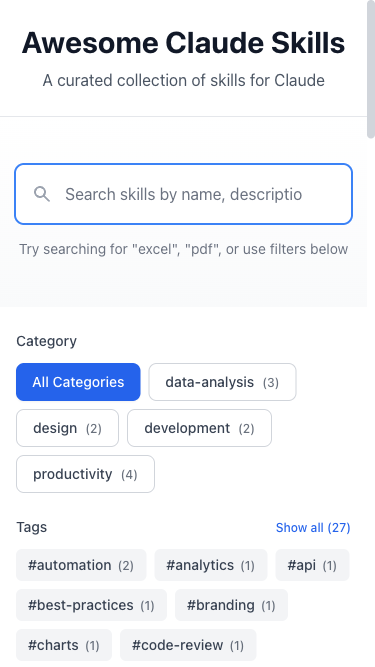 Awesome Claude Skills
A curated collection of skills for Claude
Search skills by name, descriptio
Try searching for "excel", "pdf", or use filters below
Category
All Categories data-analysis (3)
design (2) development (2)
productivity (4)
Tags Show all (27)
#automation (2) #analytics (1) #api (1)
#best-practices (1) #branding (1)
#charts (1) #code-review (1)